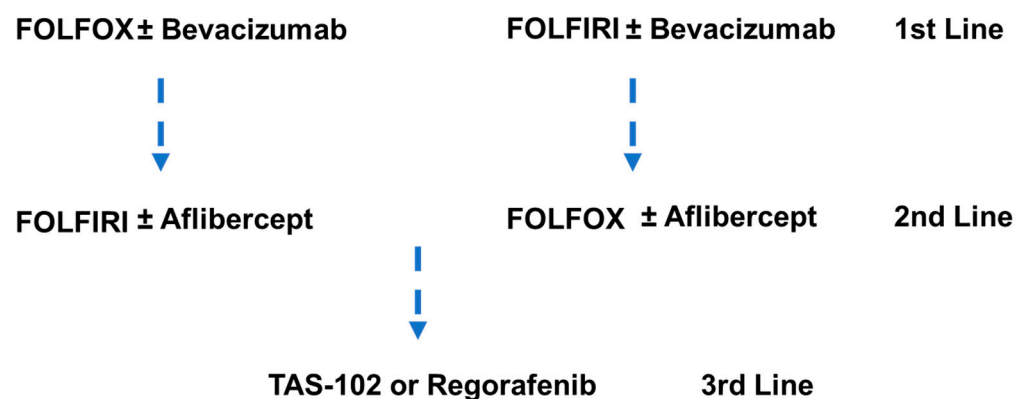 FOLFOX ± Bevacizumab FOLFIRI ± Bevacizumab 1st Line
FOLFIRI ± Aflibercept FOLFOX ± Aflibercept 2nd Line
TAS-102 or Regorafenib 3rd Line